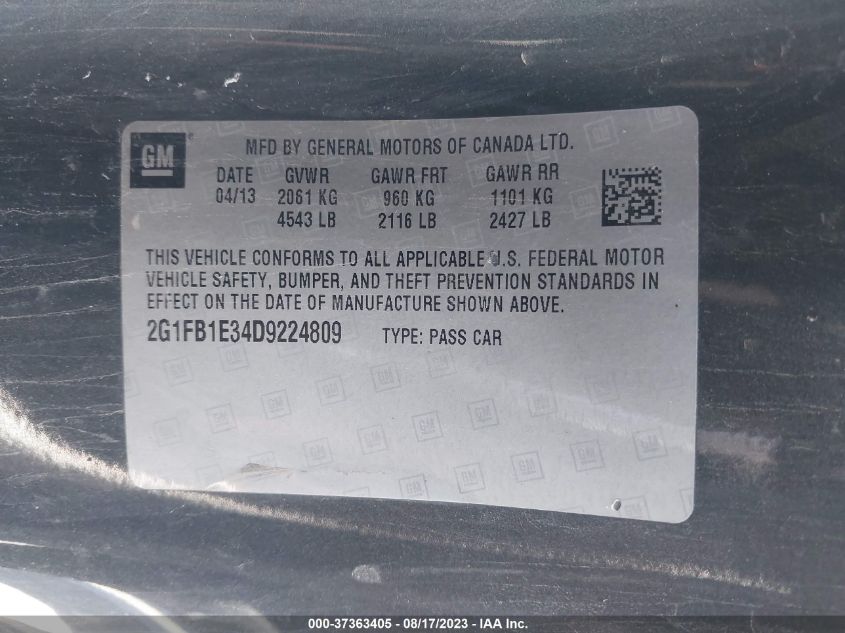 GM
MFD BY GENERAL MOTORS OF CANADA LTD.
DATE GVWR GAWR FRT GAWR RR
04/13 2061 KG 960 KG 1101 KG
4543 LB 2116 LB 2427 LB
THIS VEHICLE CONFORMS TO ALL APPLICABLE U.S. FEDERAL MOTOR
VEHICLE SAFETY, BUMPER, AND THEFT PREVENTION STANDARDS IN
EFFECT ON THE DATE OF MANUFACTURE SHOWN ABOVE.
2G1FB1E34D9224809 TYPE: PASS CAR
000-37363405 - 08/17/2023 - IAA Inc.